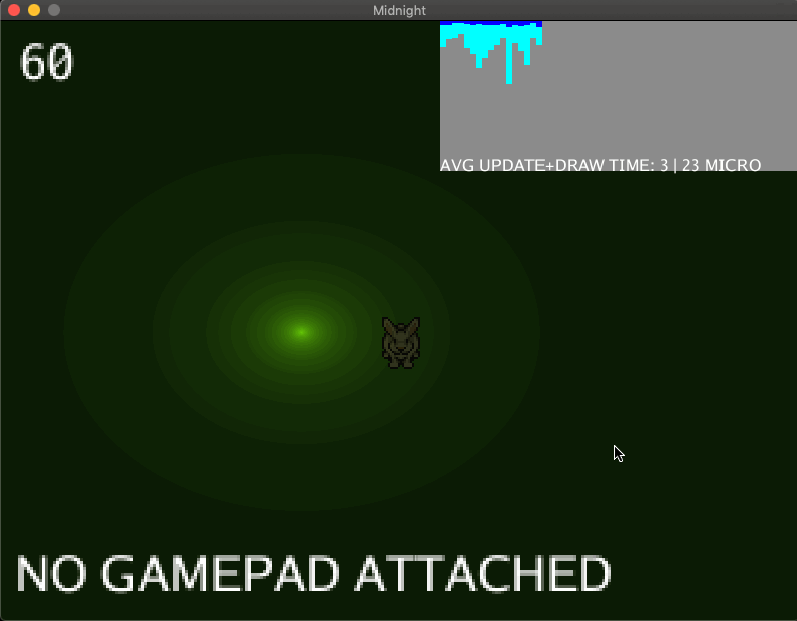 Midnight
60
AVG UPDATE+DRAW TIME: 3 | 23 MICRO
NO GAMEPAD ATTACHED